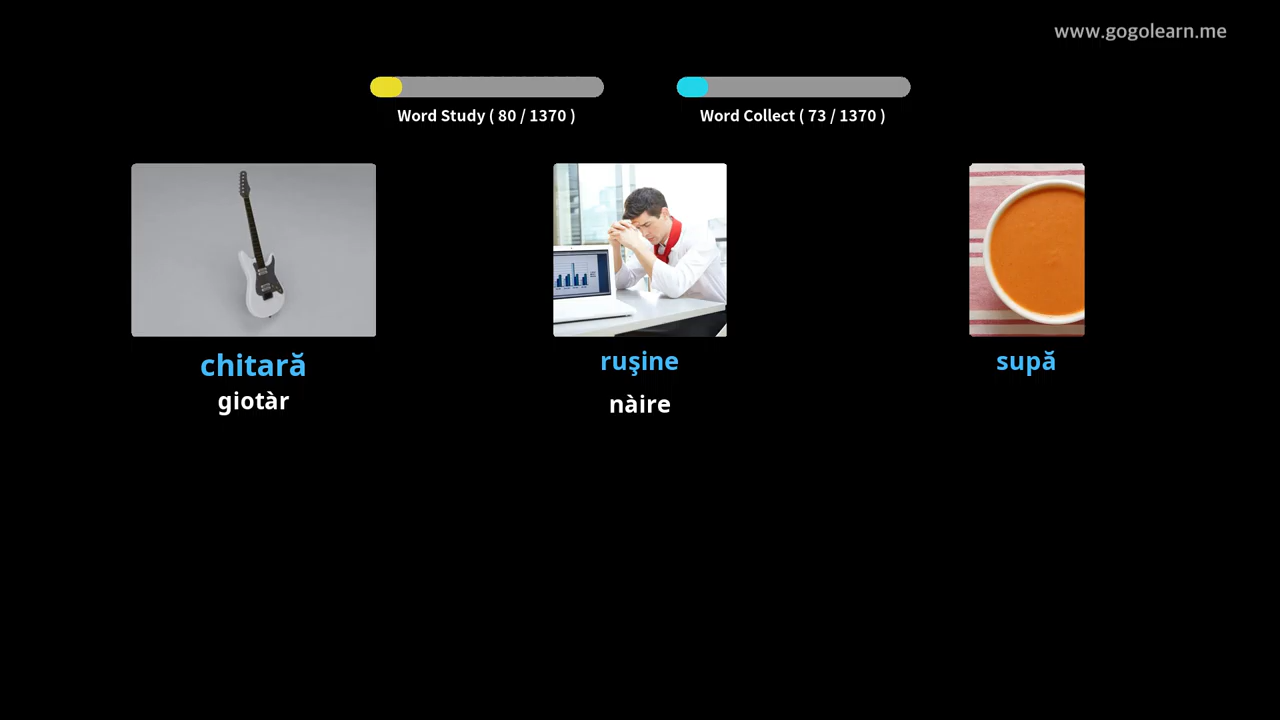 www.gogolearn.me
Word Study ( 80 / 1370 )
Word Collect ( 73 / 1370 )
chitară
giotàr
ruşine
nàire
supă